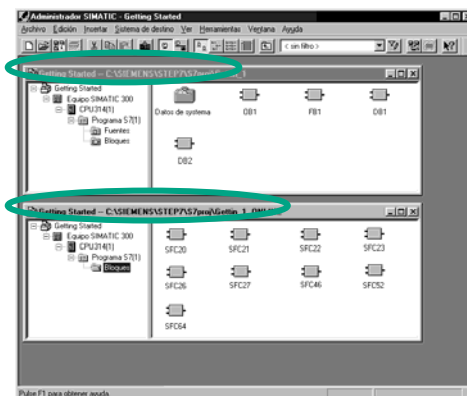 Administrador SIMATIC - Getting Started
Archivo Edición Insertar Sistema de destino Ver Herramientas Ventana Ayuda
< sin filtro >
Getting Started -- C:\SIEMENS\STEP7\S7proj\Gettin_1
Getting Started
Equipo SIMATIC 300
CPU314(1)
Programa S7(1)
Fuentes
Bloques
Datos de sistema OB1 FB1 DB1
DB2
Getting Started -- C:\SIEMENS\STEP7\S7proj\Gettin_1
Getting Started
Equipo SIMATIC 300
CPU314(1)
Programa S7(1)
Bloques
SFC20 SFC21 SFC22 SFC23
SFC26 SFC27 SFC46 SFC52
SFC64
Pulse F1 para obtener ayuda.